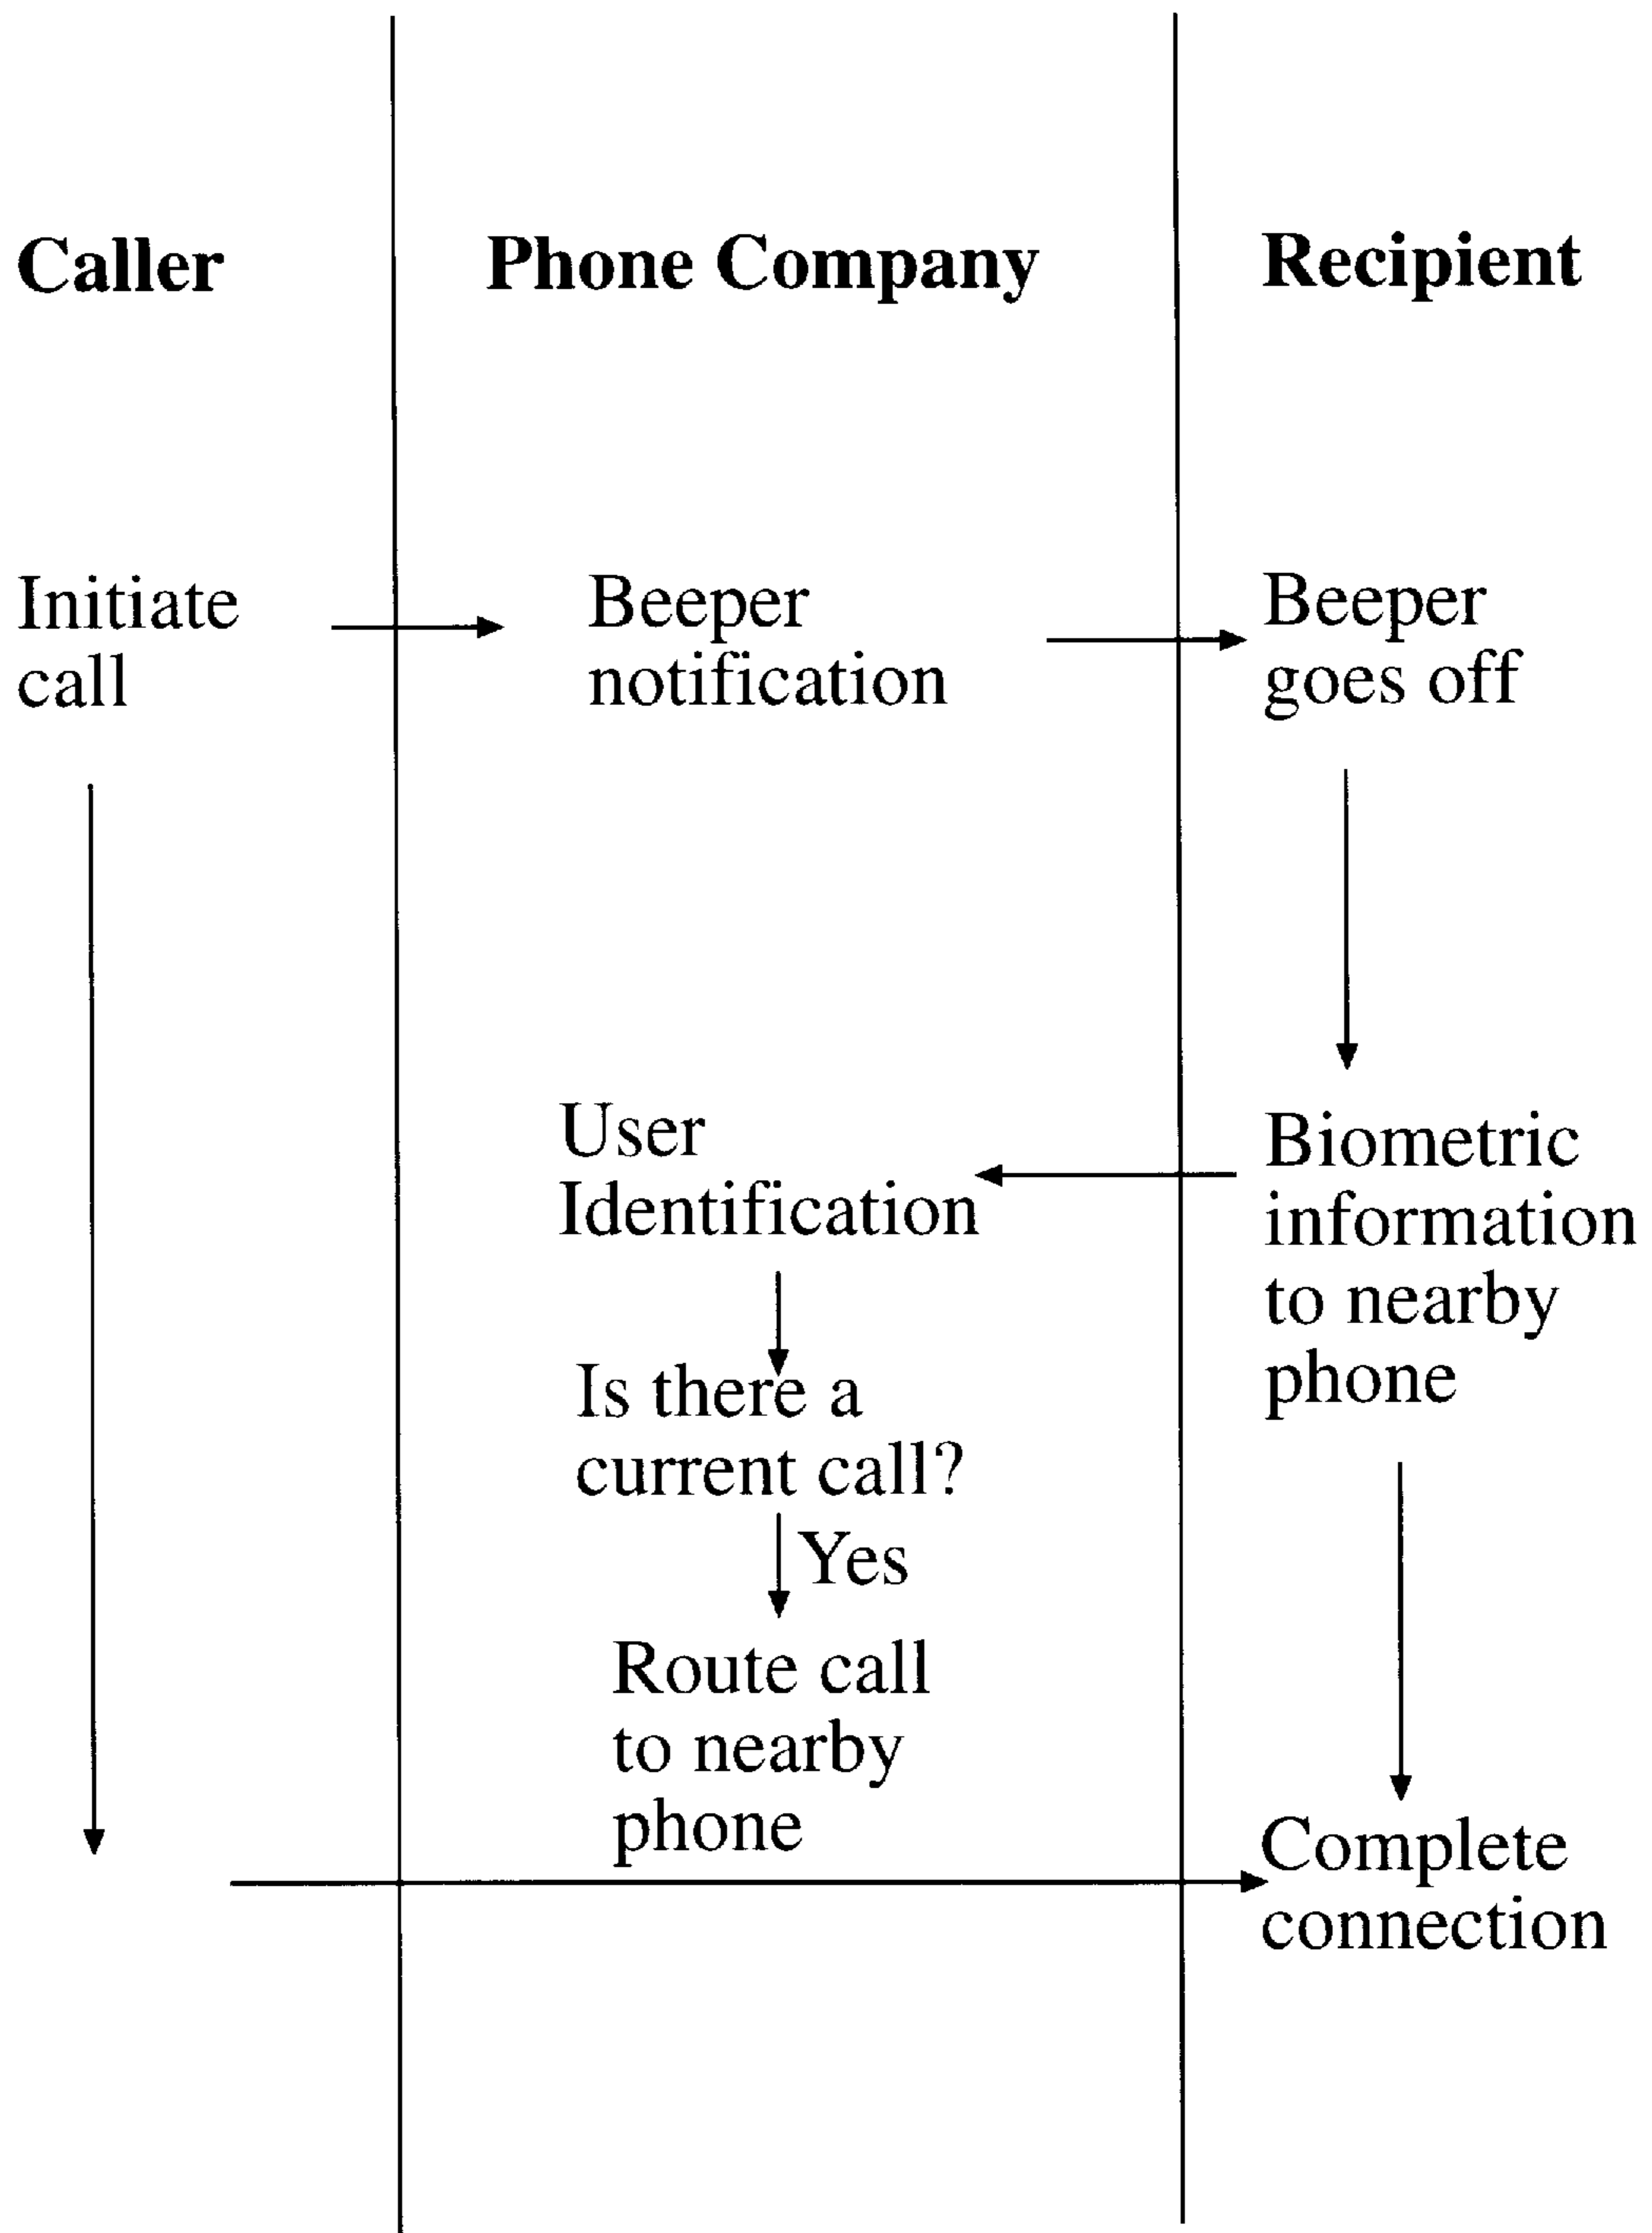 Caller
Phone Company
Recipient
Initiate
call
Beeper
notification
Beeper
goes off
User
Identification
Biometric
information
to nearby
phone
Is there a
current call?
Yes
Route call
to nearby
phone
Complete
connection